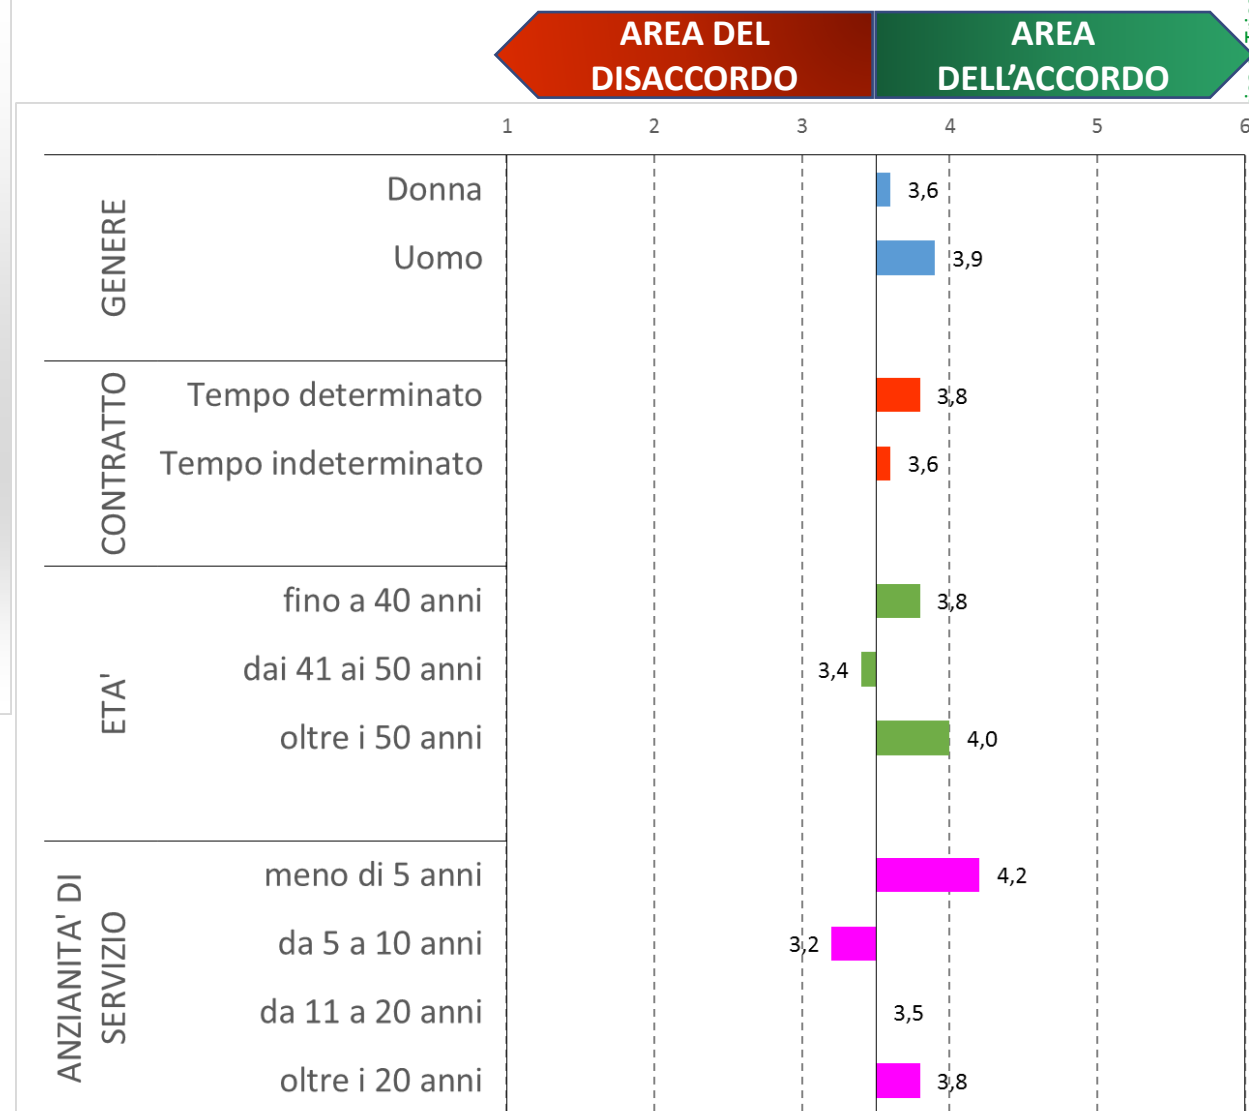 AREA DEL
DISACCORDO
AREA
DELL’ACCORDO
1 2 3 4 5 6
GENERE
Donna 3,6
Uomo 3,9
CONTRATTO
Tempo determinato 3,8
Tempo indeterminato 3,6
ETA'
fino a 40 anni 3,8
dai 41 ai 50 anni 3,4
oltre i 50 anni 4,0
ANZIANITA' DI
SERVIZIO
meno di 5 anni 4,2
da 5 a 10 anni 3,2
da 11 a 20 anni 3,5
oltre i 20 anni 3,8